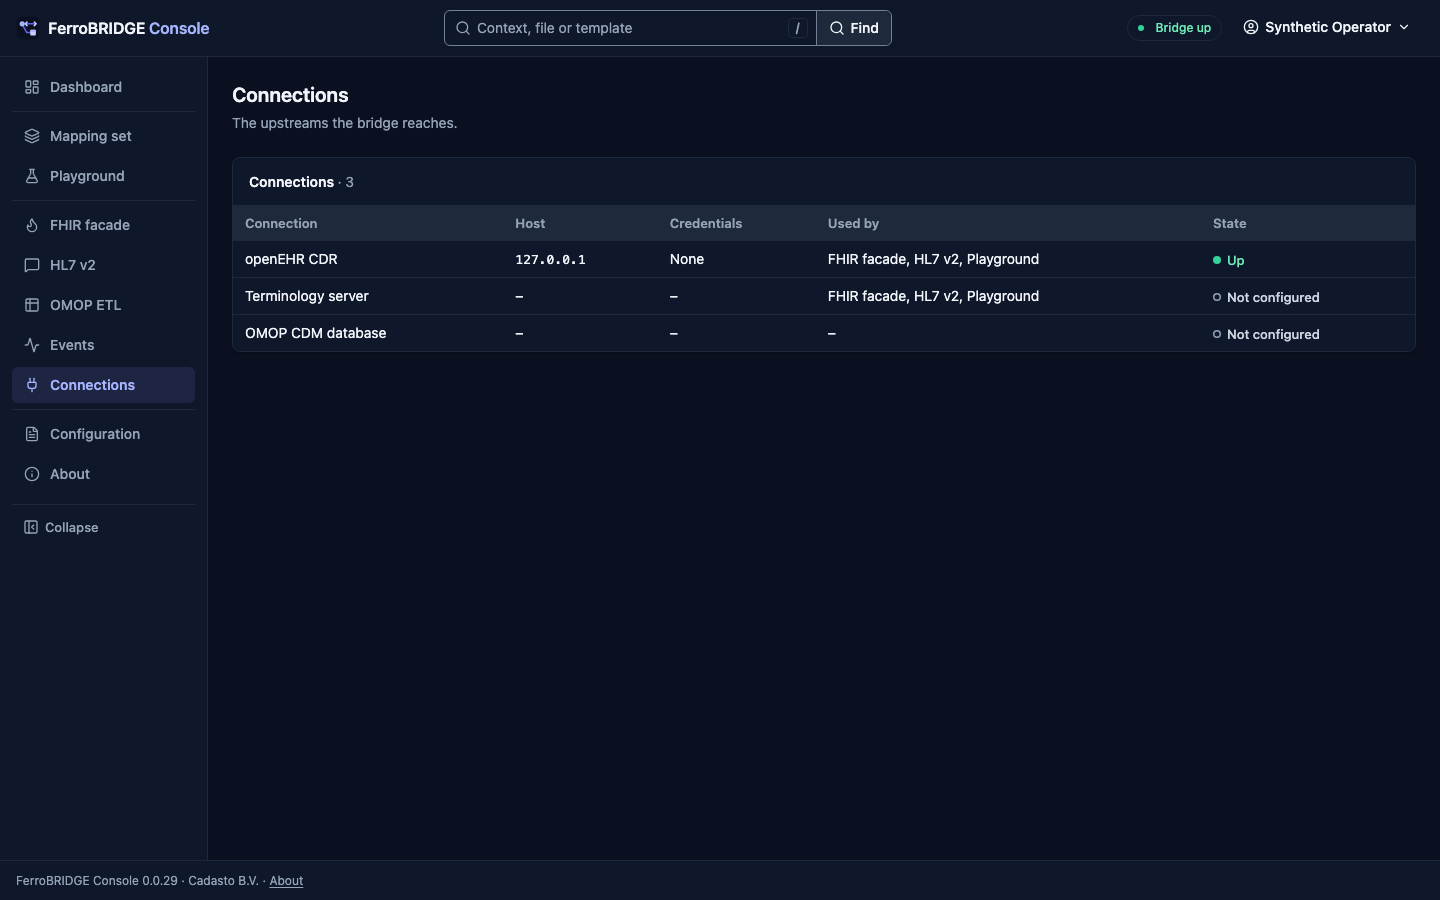 FerroBRIDGE Console
Context, file or template
/
Find
Bridge up
Synthetic Operator
Dashboard
Mapping set
Playground
FHIR facade
HL7 v2
OMOP ETL
Events
Connections
Configuration
About
Collapse
Connections
The upstreams the bridge reaches.
Connections · 3
Connection Host Credentials Used by State
openEHR CDR 127.0.0.1 None FHIR facade, HL7 v2, Playground Up
Terminology server – – FHIR facade, HL7 v2, Playground Not configured
OMOP CDM database – – – Not configured
FerroBRIDGE Console 0.0.29 · Cadasto B.V. · About